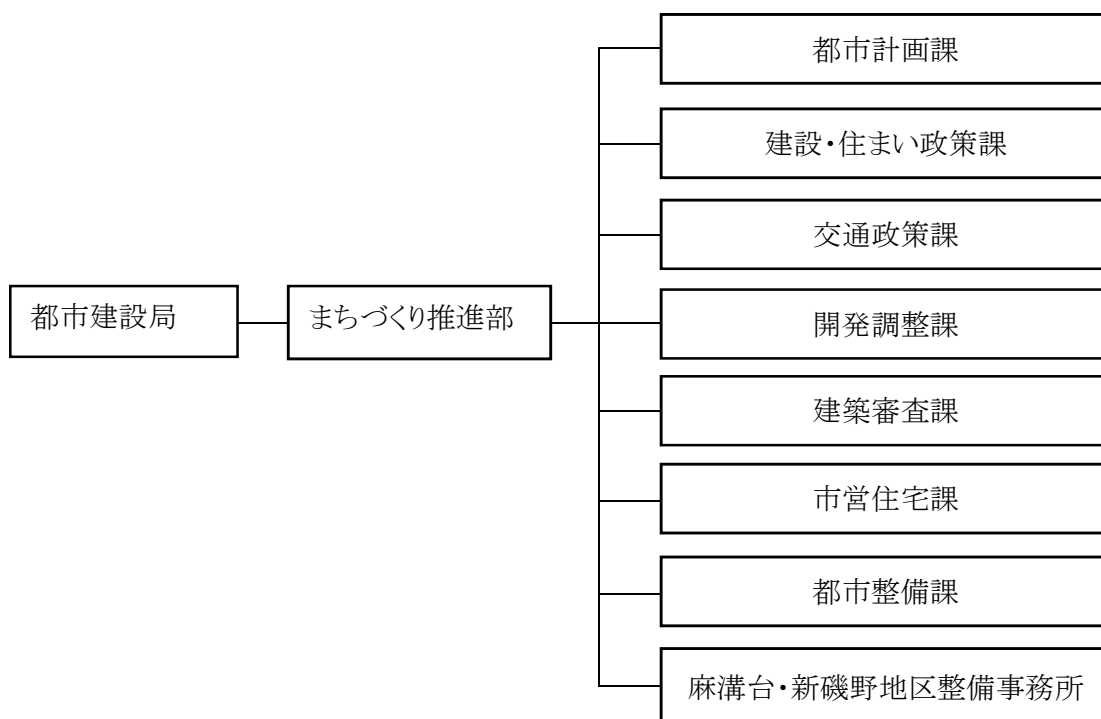 都市建設局
まちづくり推進部
都市計画課
建設・住まい政策課
交通政策課
開発調整課
建築審査課
市営住宅課
都市整備課
麻溝台・新磯野地区整備事務所